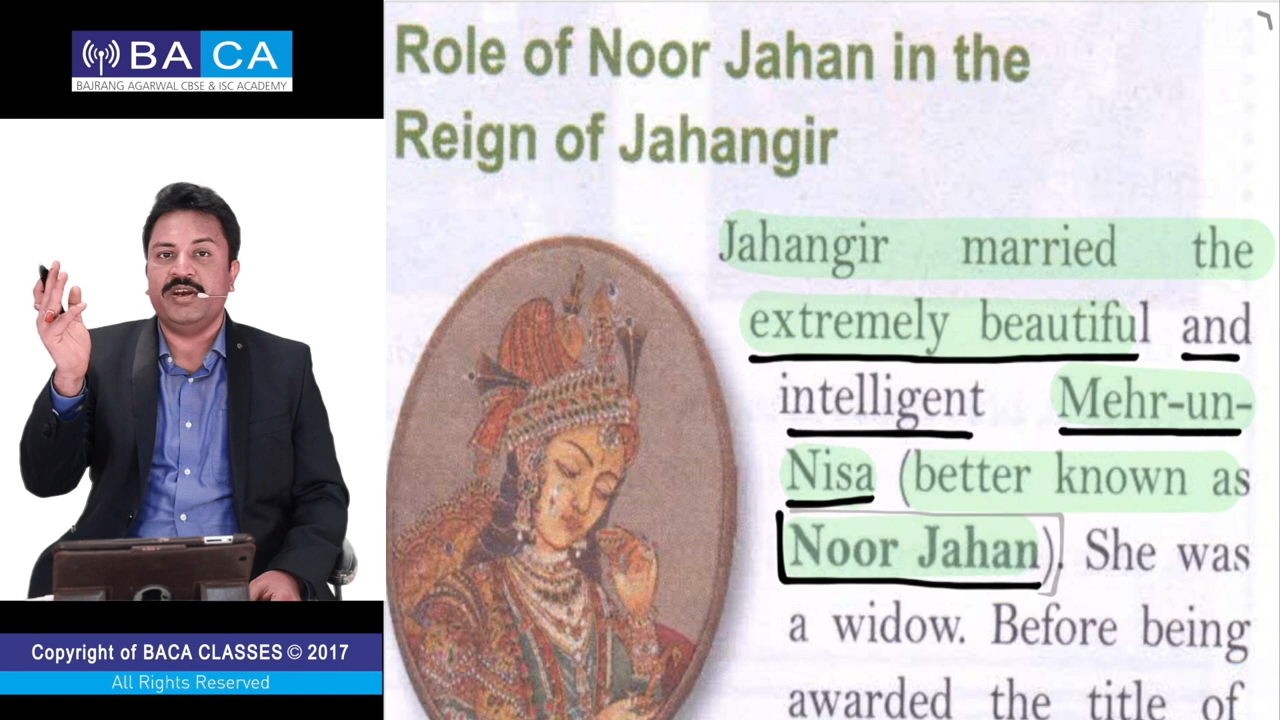 BACA
BAJRANG AGARWAL CBSE & ISC ACADEMY
Copyright of BACA CLASSES © 2017
All Rights Reserved
Role of Noor Jahan in the
Reign of Jahangir
Jahangir married the
extremely beautiful and
intelligent Mehr-un-
Nisa (better known as
Noor Jahan). She was
a widow. Before being
awarded the title of